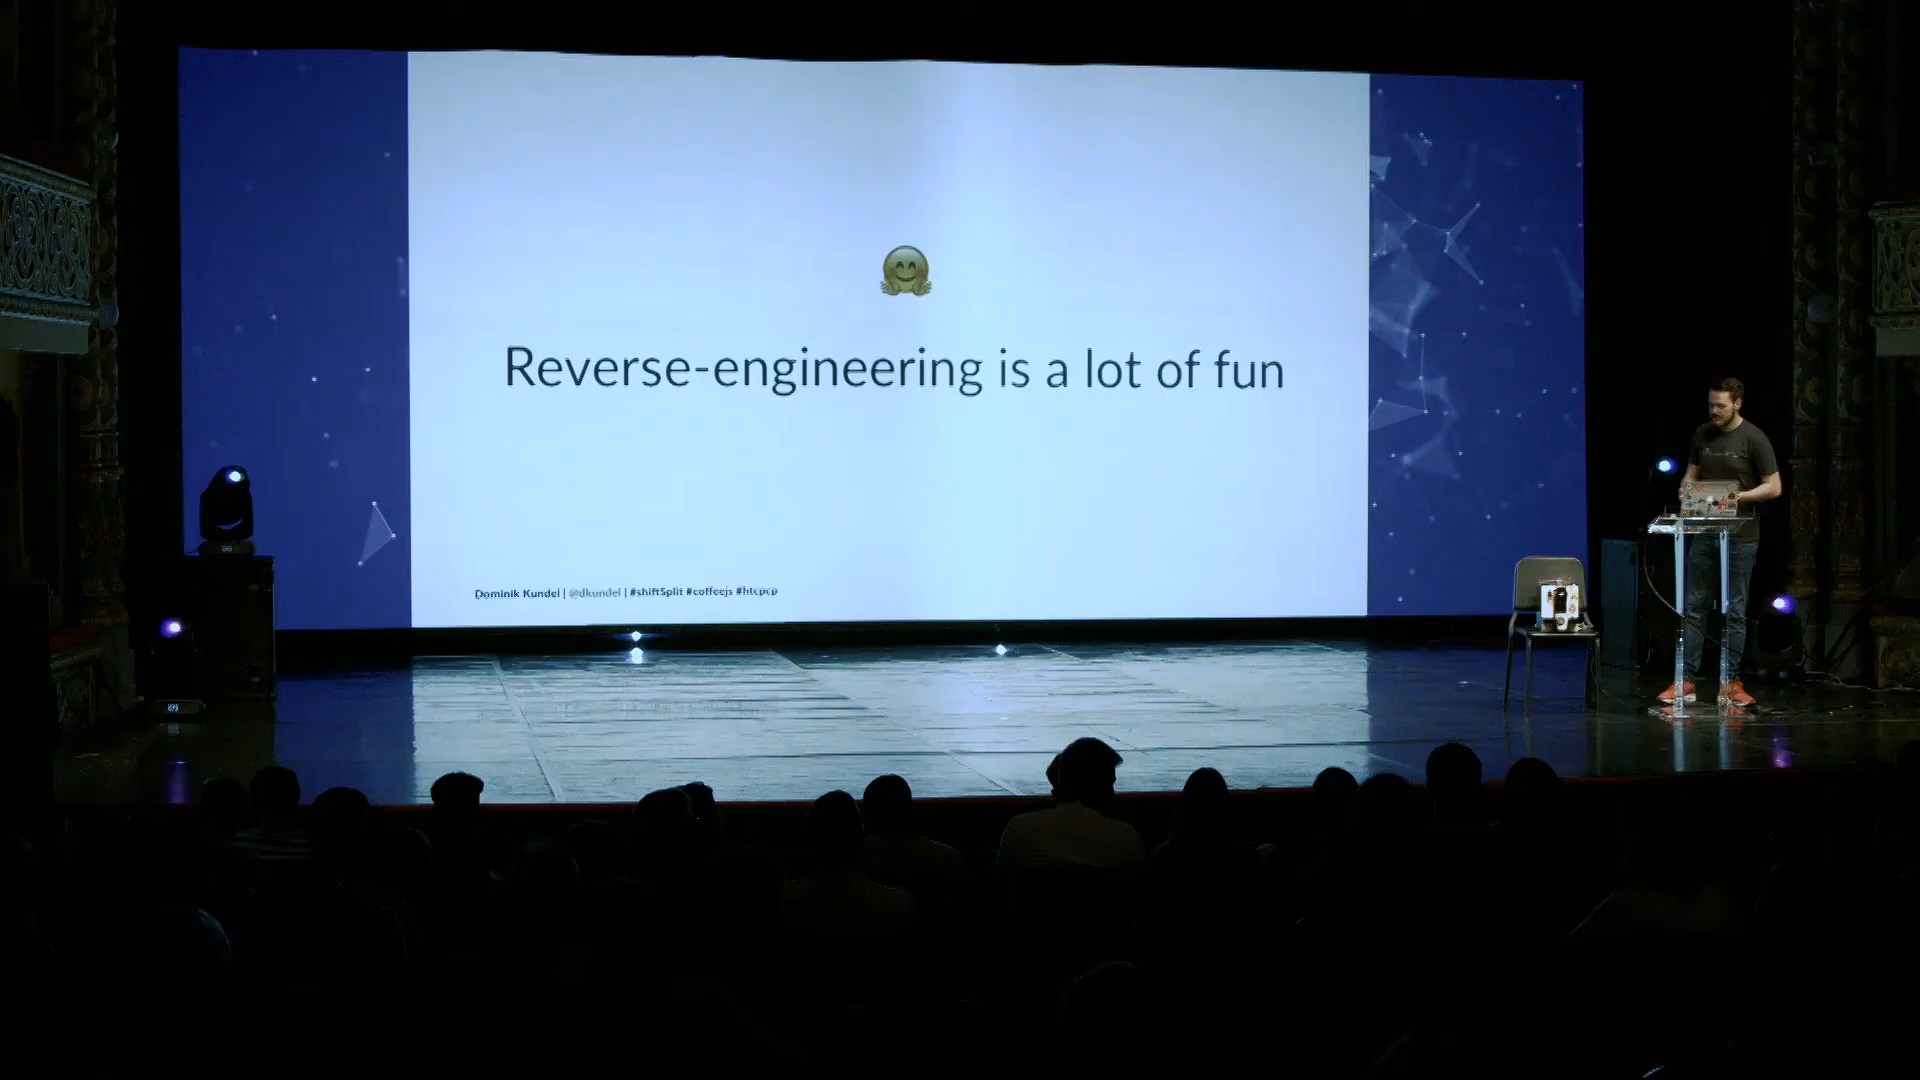 Reverse-engineering is a lot of fun
Dominik Kundel | @dkundel | #shiftSplit #coffeejs #htcpcp